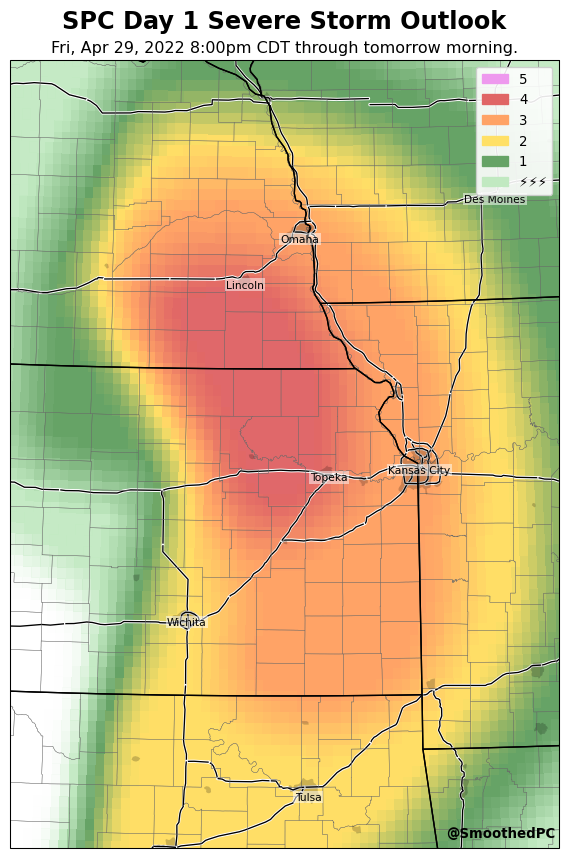 SPC Day 1 Severe Storm Outlook
Fri, Apr 29, 2022 8:00pm CDT through tomorrow morning.
5
4
3
2
1
⚡⚡⚡
Des Moines
Omaha
Lincoln
Kansas City
Topeka
Wichita
Tulsa
@SmoothedPC